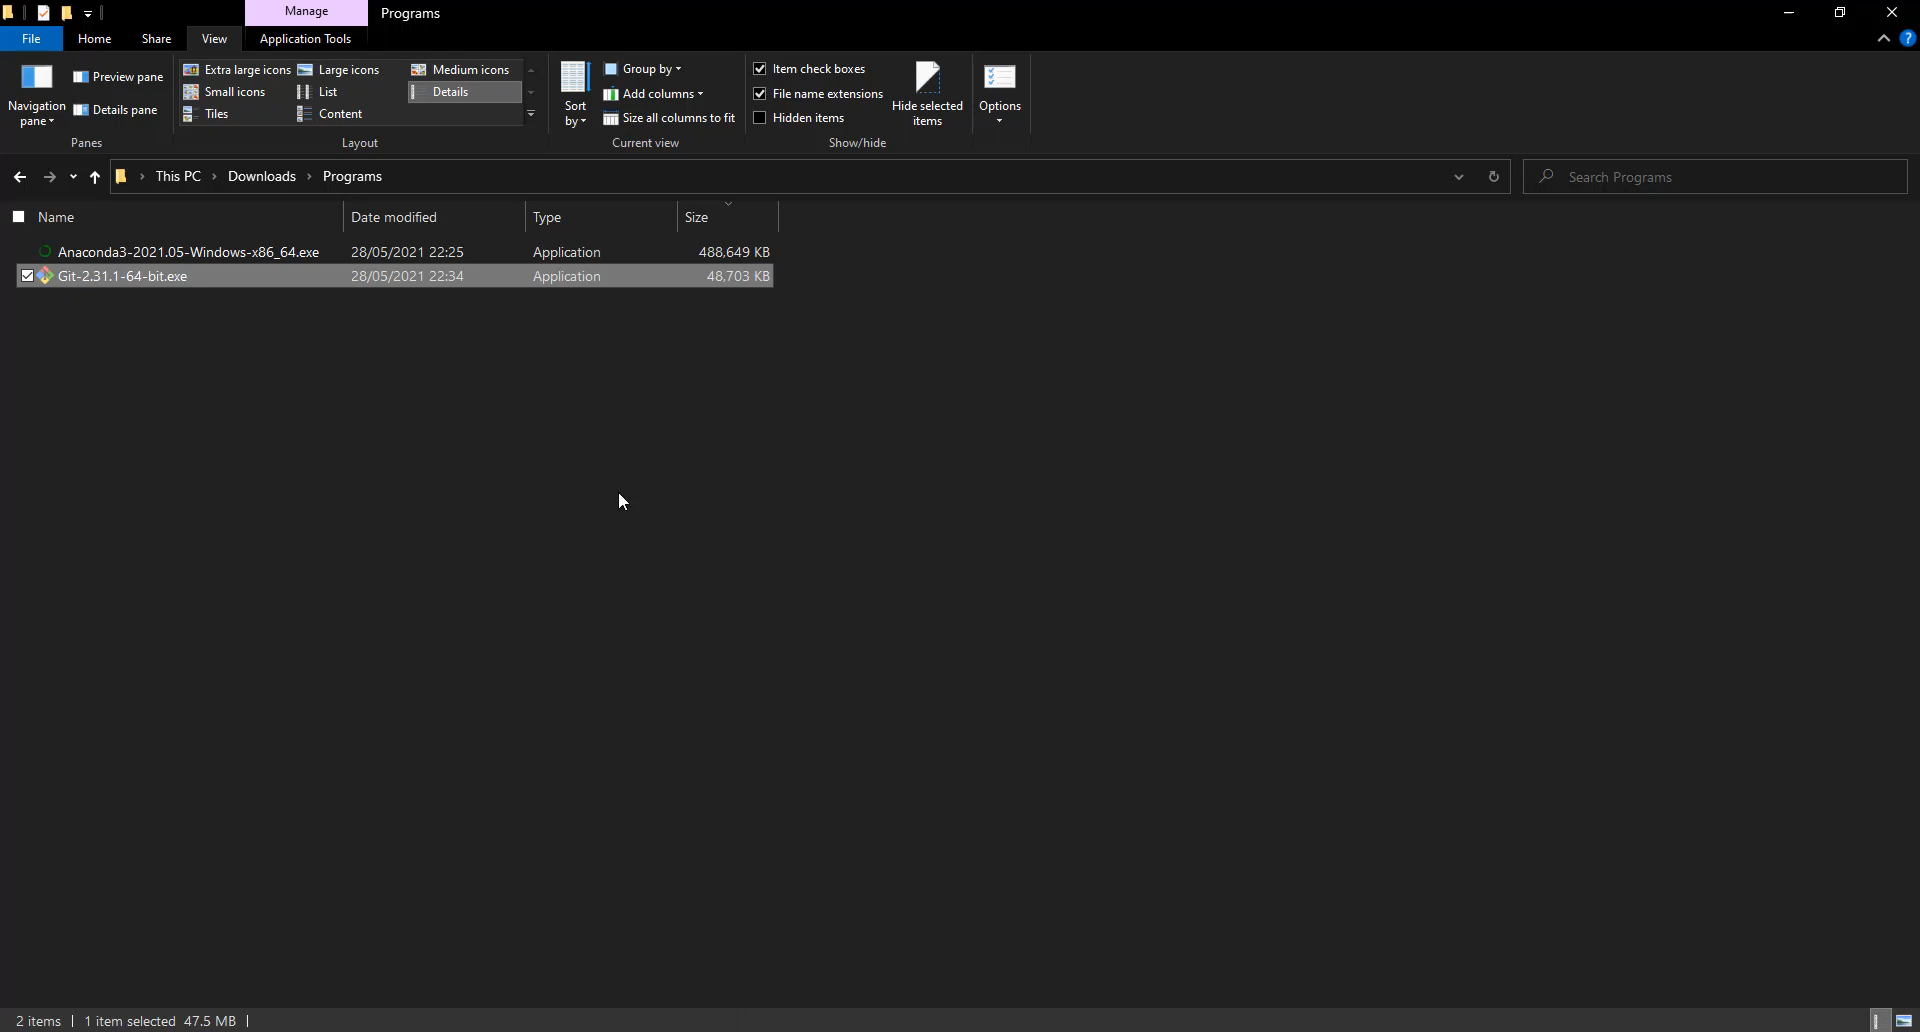 Manage
Programs
File
Home
Share
View
Application Tools
Navigation pane
Preview pane
Details pane
Panes
Extra large icons
Large icons
Medium icons
Small icons
List
Details
Tiles
Content
Layout
Sort by
Group by
Add columns
Size all columns to fit
Current view
Item check boxes
File name extensions
Hidden items
Hide selected items
Show/hide
Options
This PC > Downloads > Programs
Search Programs
Name
Date modified
Type
Size
Anaconda3-2021.05-Windows-x86_64.exe 28/05/2021 22:25 Application 488,649 KB
Git-2.31.1-64-bit.exe 28/05/2021 22:34 Application 48,703 KB
2 items
1 item selected 47.5 MB